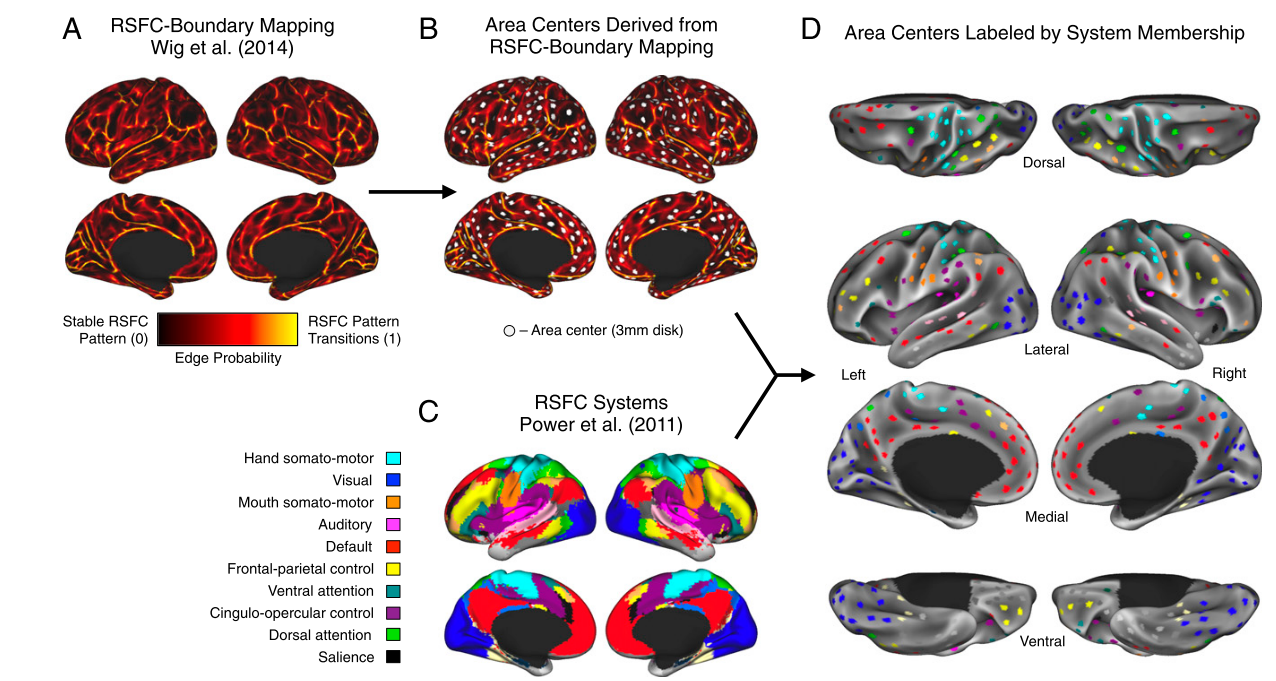 A
RSFC-Boundary Mapping
Wig et al. (2014)
B
Area Centers Derived from
RSFC-Boundary Mapping
D
Area Centers Labeled by System Membership
Stable RSFC
Pattern (0)
RSFC Pattern
Transitions (1)
Edge Probability
– Area center (3mm disk)
C
RSFC Systems
Power et al. (2011)
Hand somato-motor
Visual
Mouth somato-motor
Auditory
Default
Frontal-parietal control
Ventral attention
Cingulo-opercular control
Dorsal attention
Salience
Dorsal
Lateral
Left
Right
Medial
Ventral